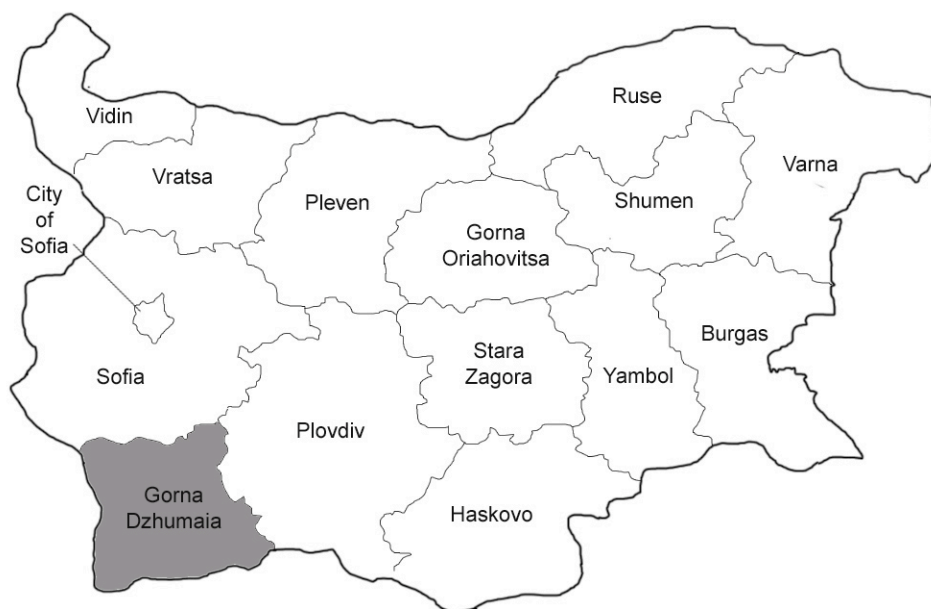 Ruse
Vidin
Varna
Vratsa
City
of
Sofia
Pleven
Shumen
Gorna
Oriahovitsa
Burgas
Stara
Zagora
Yambol
Sofia
Plovdiv
Gorna
Dzhumaia
Haskovo